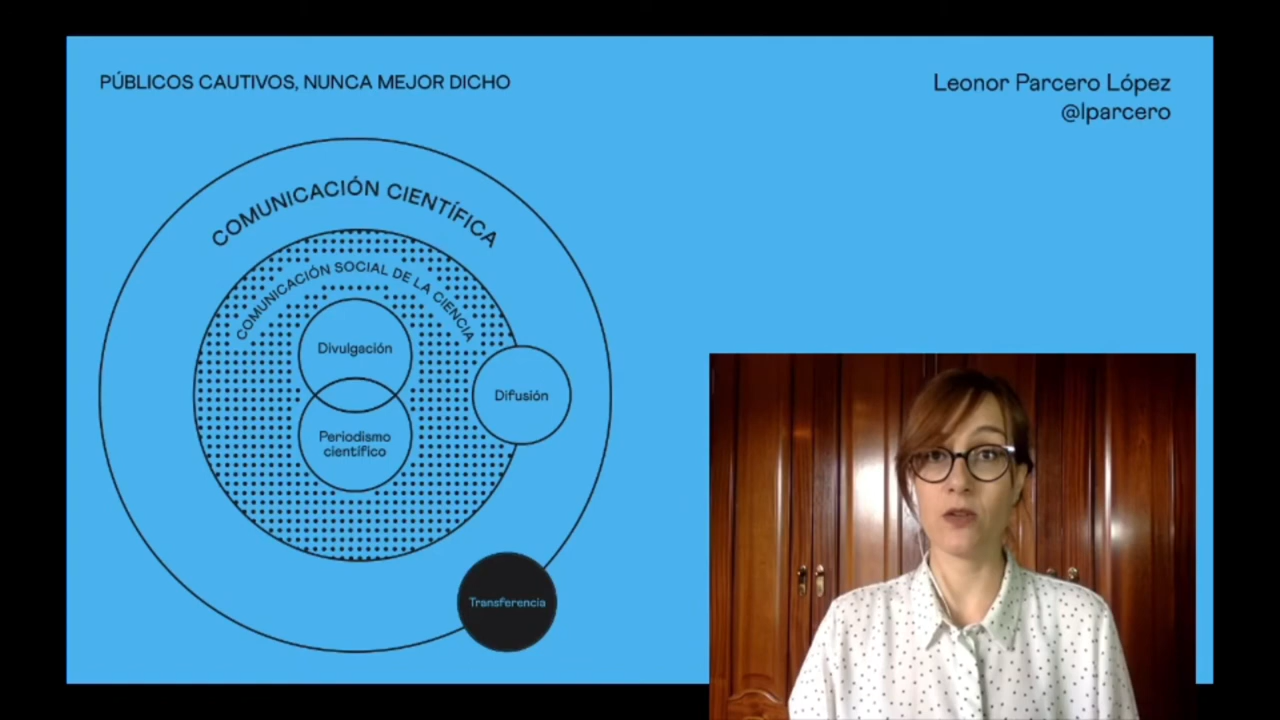 PÚBLICOS CAUTIVOS, NUNCA MEJOR DICHO
Leonor Parcero López
@lparcero
COMUNICACIÓN CIENTÍFICA
COMUNICACIÓN SOCIAL DE LA CIENCIA
Divulgación
Difusión
Periodismo
científico
Transferencia